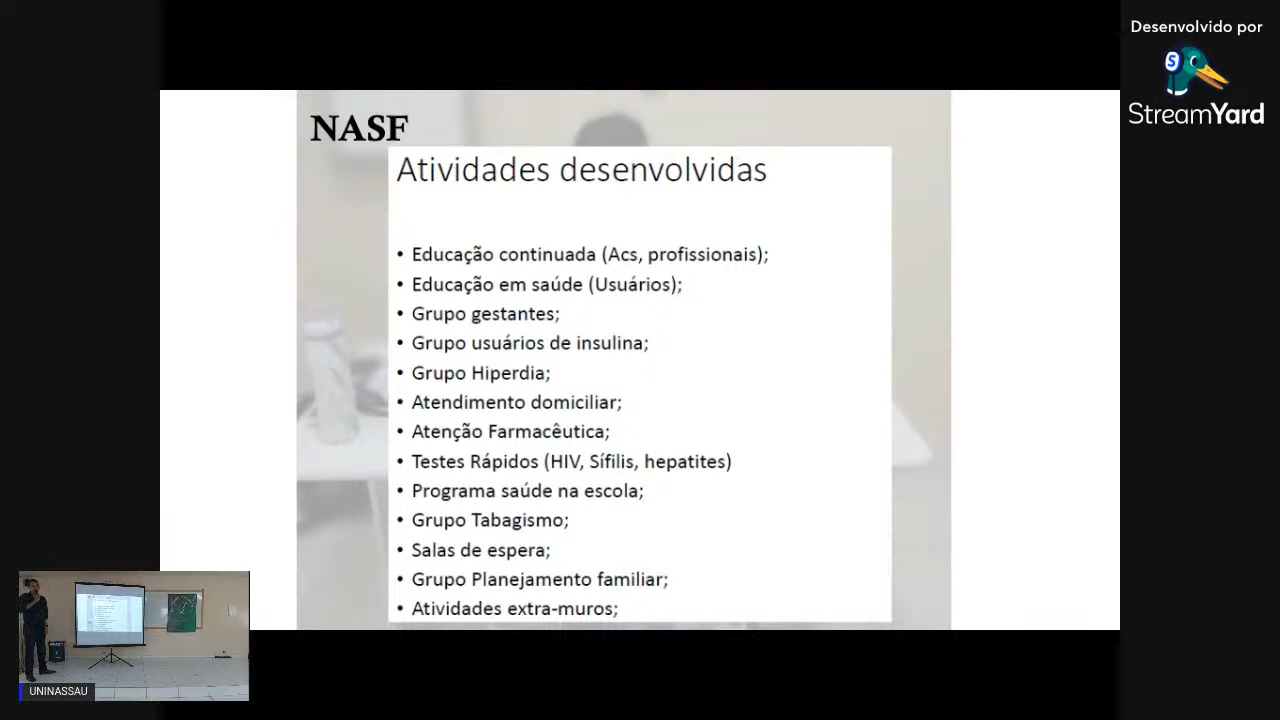 Desenvolvido por
StreamYard
NASF
Atividades desenvolvidas
• Educação continuada (Acs, profissionais);
• Educação em saúde (Usuários);
• Grupo gestantes;
• Grupo usuários de insulina;
• Grupo Hiperdia;
• Atendimento domiciliar;
• Atenção Farmacêutica;
• Testes Rápidos (HIV, Sífilis, hepatites)
• Programa saúde na escola;
• Grupo Tabagismo;
• Salas de espera;
• Grupo Planejamento familiar;
• Atividades extra-muros;
UNINASSAU